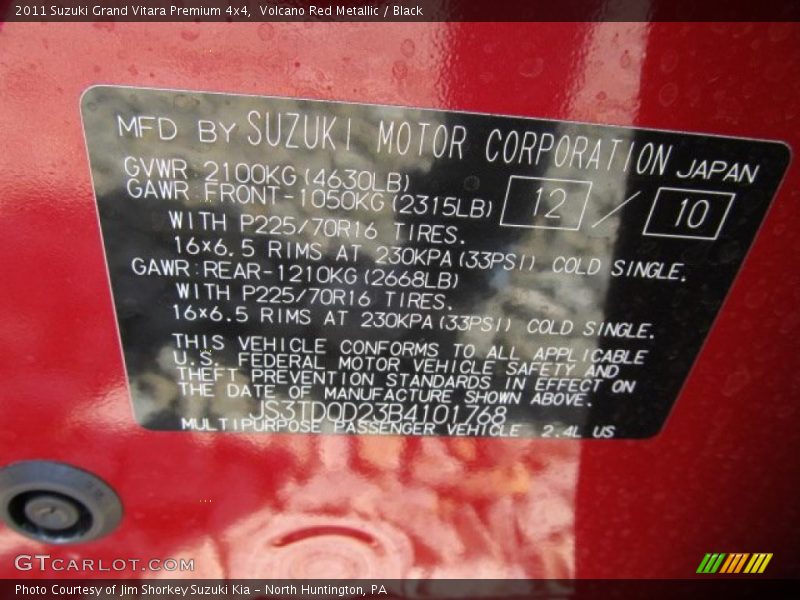 2011 Suzuki Grand Vitara Premium 4x4,  Volcano Red Metallic / Black
MFD BY SUZUKI MOTOR CORPORATION JAPAN
GVWR 2100KG(4630LB)
GAWR FRONT-1050KG(2315LB) 12 / 10
WITH P225/70R16 TIRES.
16×6.5 RIMS AT 230KPA(33PSI) COLD SINGLE.
GAWR:REAR-1210KG(2668LB)
WITH P225/70R16 TIRES.
16×6.5 RIMS AT 230KPA(33PSI) COLD SINGLE.
THIS VEHICLE CONFORMS TO ALL APPLICABLE
U.S. FEDERAL MOTOR VEHICLE SAFETY AND
THEFT PREVENTION STANDARDS IN EFFECT ON
THE DATE OF MANUFACTURE SHOWN ABOVE.
JS3TD0D23B4101768
MULTIPURPOSE PASSENGER VEHICLE 2.4L US
GTCARLOT.COM
Photo Courtesy of Jim Shorkey Suzuki Kia - North Huntington, PA